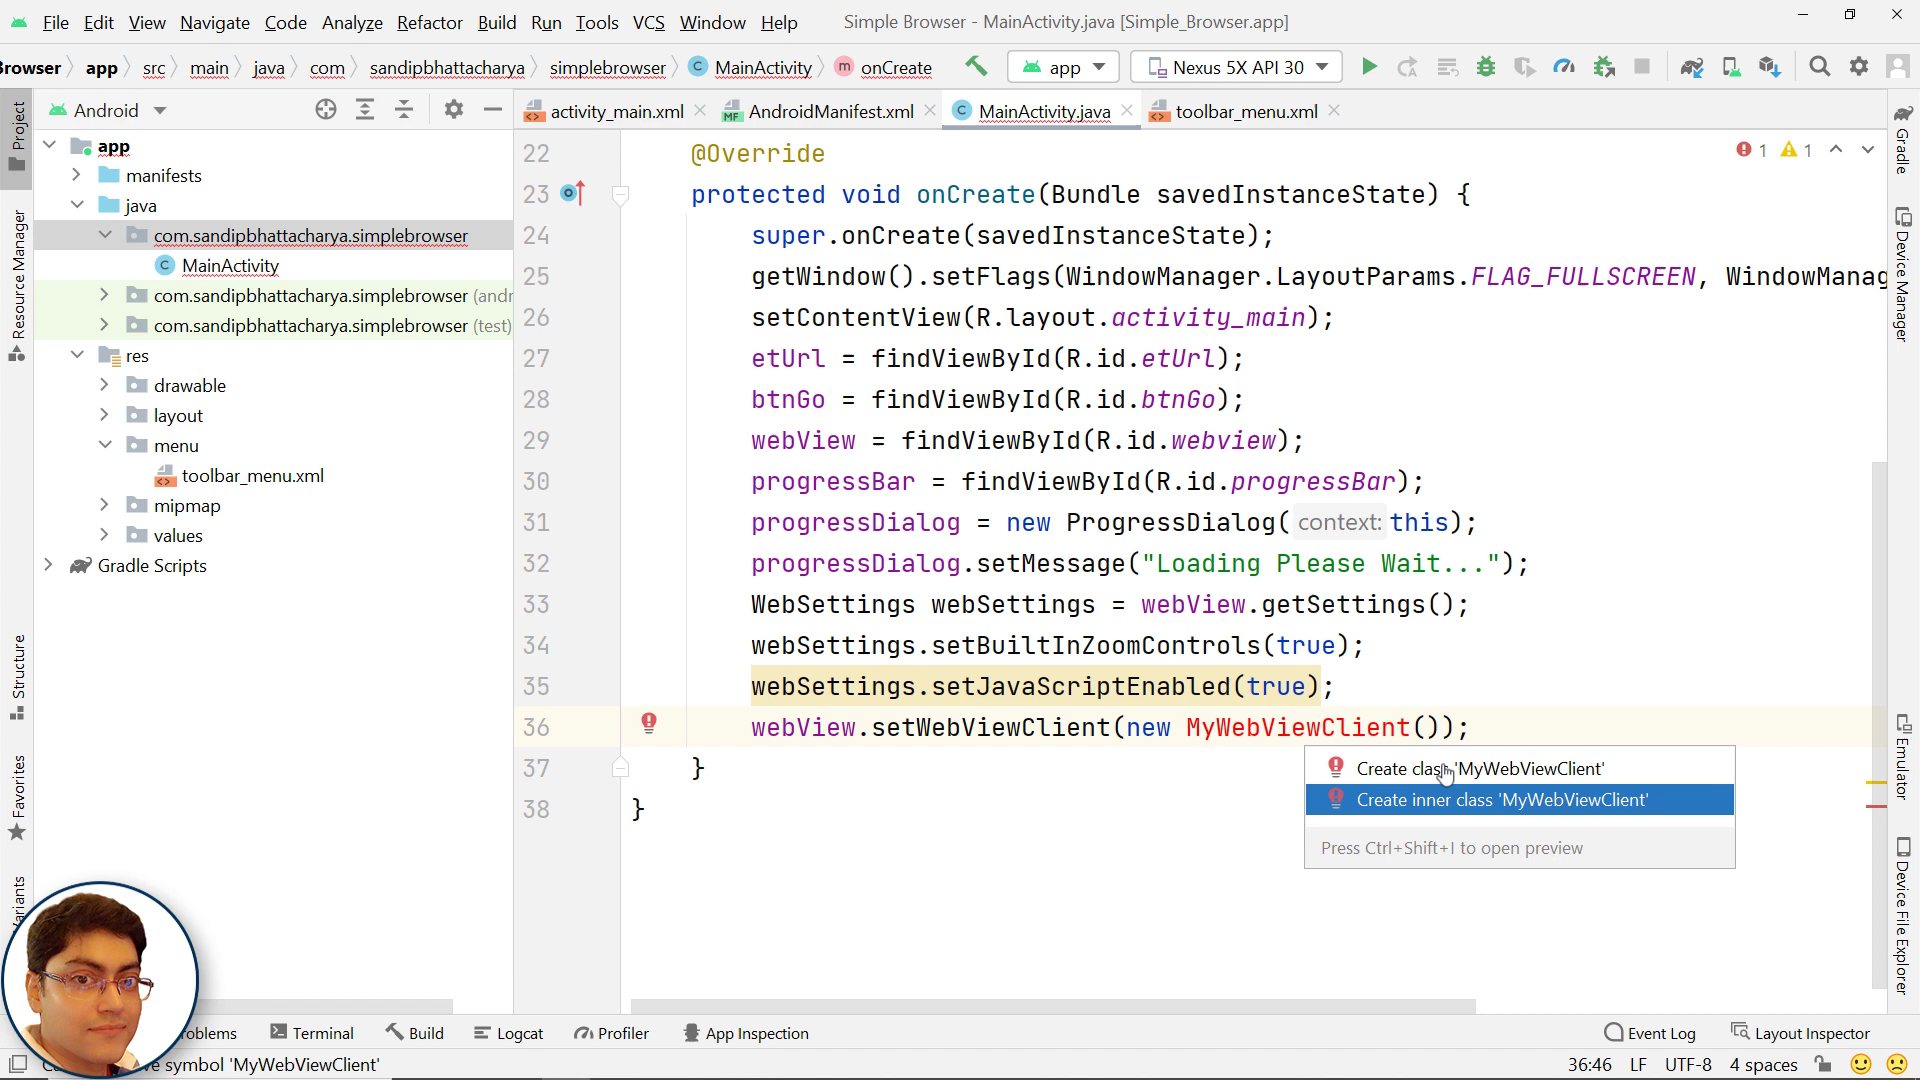 File Edit View Navigate Code Analyze Refactor Build Run Tools VCS Window Help Simple Browser - MainActivity.java [Simple_Browser.app]
Browser app src main java com sandipbhattacharya simplebrowser C MainActivity m onCreate app Nexus 5X API 30
Android
activity_main.xml
MF AndroidManifest.xml
C MainActivity.java
toolbar_menu.xml
Project
Resource Manager
Structure
Favorites
app
manifests
java
com.sandipbhattacharya.simplebrowser
C MainActivity
com.sandipbhattacharya.simplebrowser (andr
com.sandipbhattacharya.simplebrowser (test)
res
drawable
layout
menu
toolbar_menu.xml
mipmap
values
Gradle Scripts
1 1
22 @Override
23 protected void onCreate(Bundle savedInstanceState) {
24 super.onCreate(savedInstanceState);
25 getWindow().setFlags(WindowManager.LayoutParams.FLAG_FULLSCREEN, WindowManag
26 setContentView(R.layout.activity_main);
27 etUrl = findViewById(R.id.etUrl);
28 btnGo = findViewById(R.id.btnGo);
29 webView = findViewById(R.id.webview);
30 progressBar = findViewById(R.id.progressBar);
31 progressDialog = new ProgressDialog( context: this);
32 progressDialog.setMessage("Loading Please Wait...");
33 WebSettings webSettings = webView.getSettings();
34 webSettings.setBuiltInZoomControls(true);
35 webSettings.setJavaScriptEnabled(true);
36 webView.setWebViewClient(new MyWebViewClient());
37 }
38 }
Create class 'MyWebViewClient'
Create inner class 'MyWebViewClient'
Press Ctrl+Shift+I to open preview
Gradle
Device Manager
Emulator
Device File Explorer
oblems Terminal Build Logcat Profiler App Inspection Event Log Layout Inspector
ve symbol 'MyWebViewClient' 36:46 LF UTF-8 4 spaces